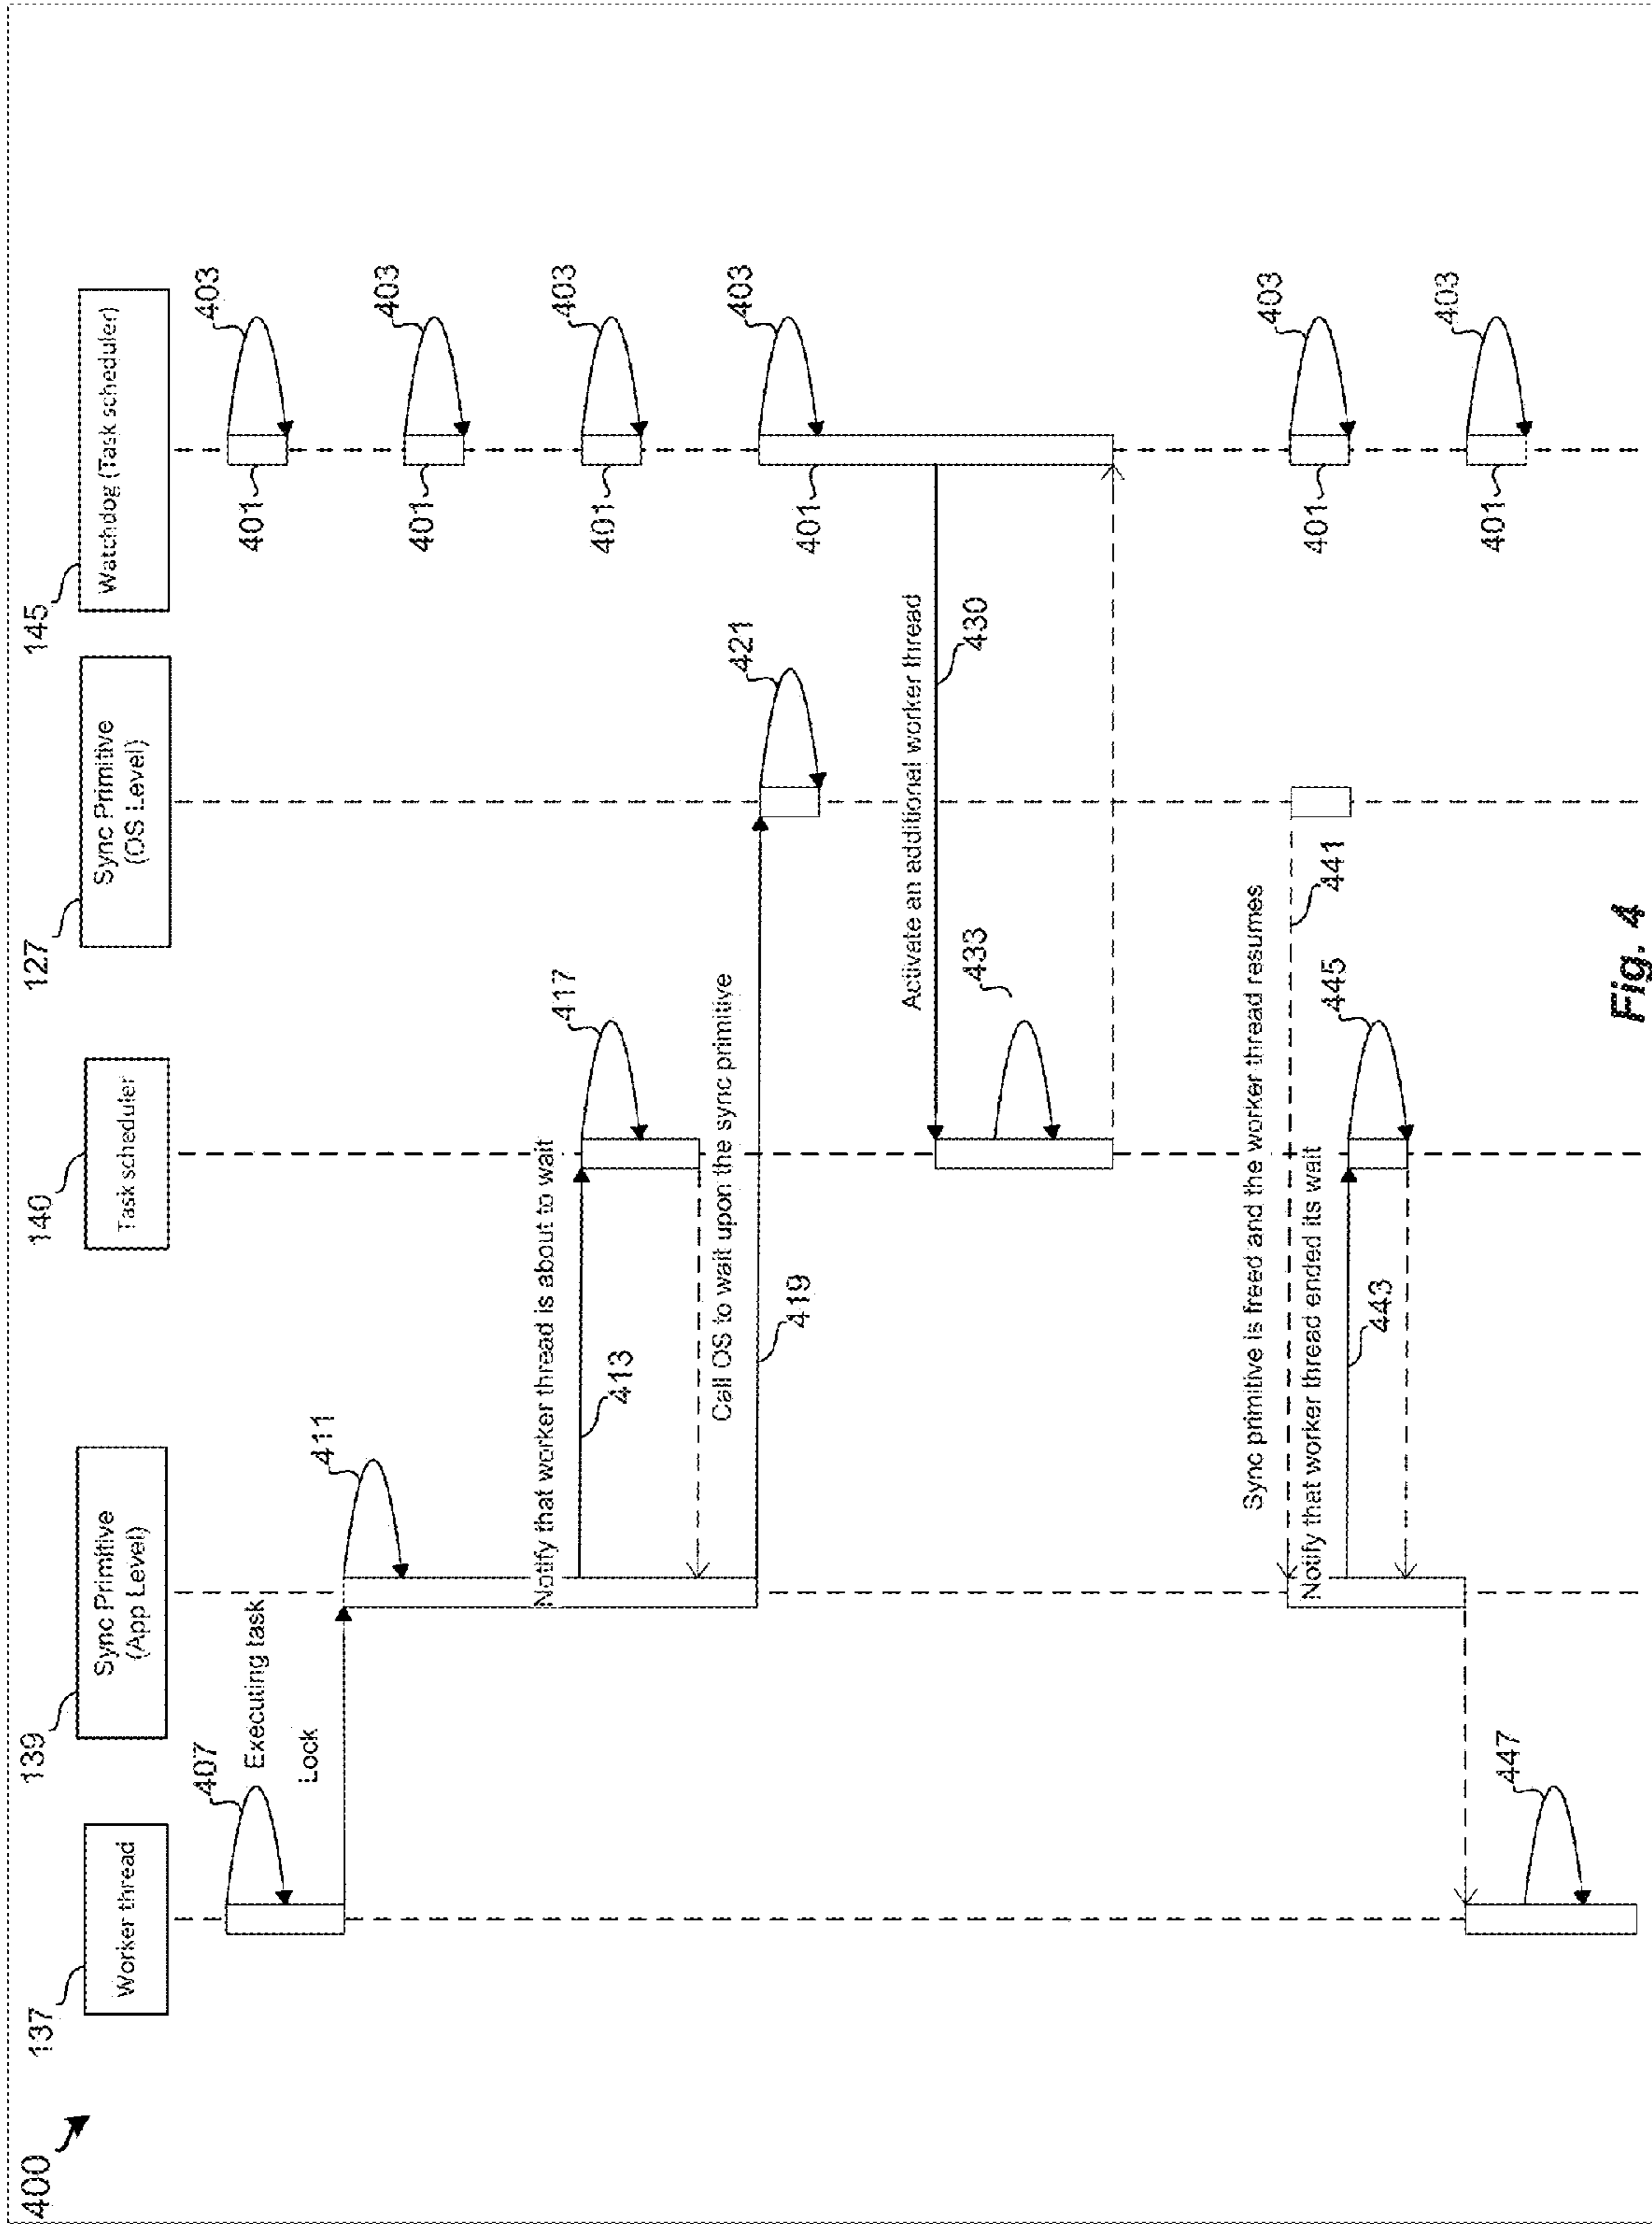 400
137
139
140
127
145
Worker thread
Sync Primitive
(App Level)
Task scheduler
Sync Primitive
(OS Level)
Watchdog (Task scheduler)
407
Executing task
401
403
Lock
411
401
403
Notify that worker thread is about to wait
413
417
401
403
Call OS to wait upon the sync primitive
419
421
401
403
Activate an additional worker thread
430
433
Sync primitive is freed and the worker thread resumes
441
401
403
Notify that worker thread ended its wait
443
445
401
403
447
Fig. 4